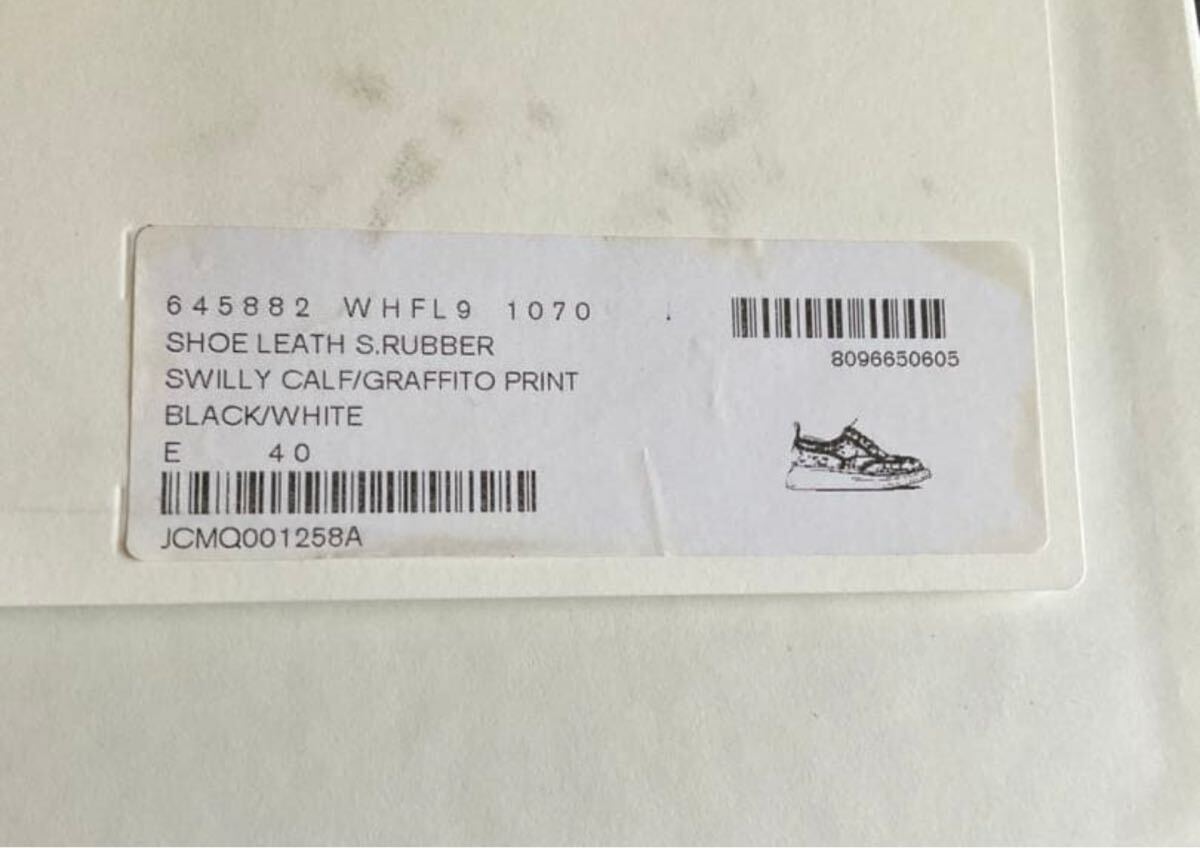 645882 WHFL9 1070
SHOE LEATH S.RUBBER
SWILLY CALF/GRAFFITO PRINT
BLACK/WHITE
E 40
JCMQ001258A
8096650605